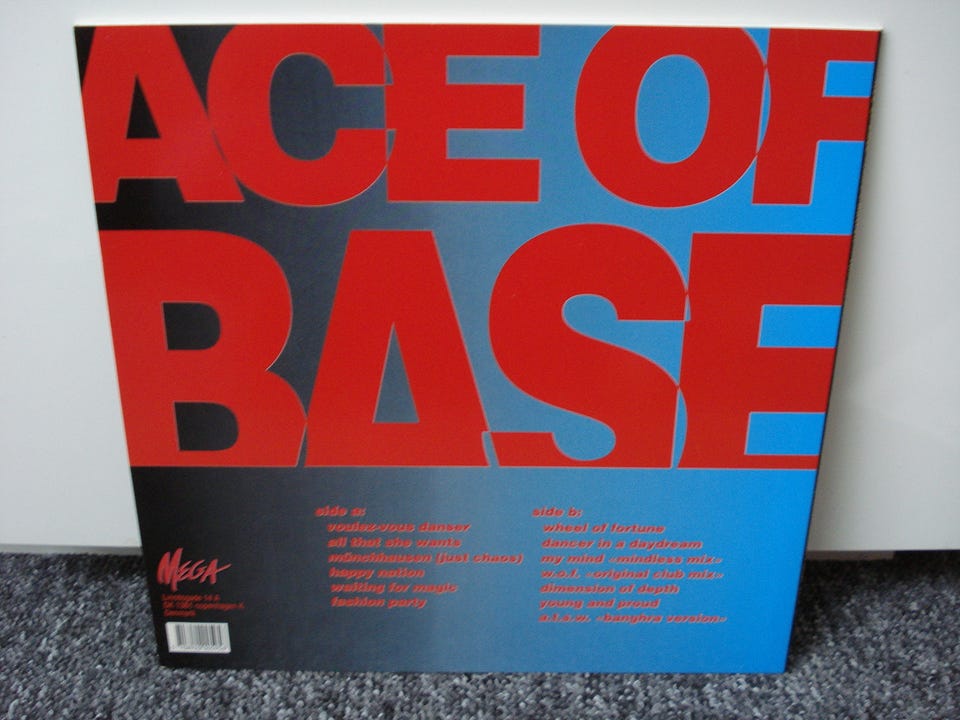 ACE OF
BASE
side a:
voulez-vous danser
all that she wants
münchhausen (just chaos)
happy nation
waiting for magic
fashion party
side b:
wheel of fortune
dancer in a daydream
my mind «mindless mix»
w.o.f. «original club mix»
dimension of depth
young and proud
a.t.s.w. «banghra version»
MEGA
Denmark